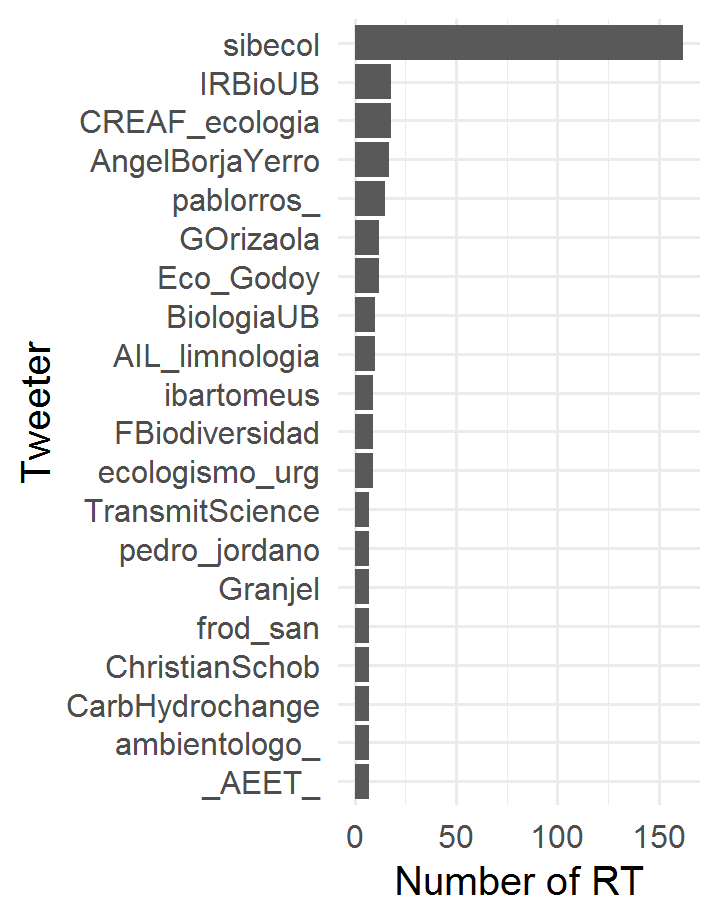 sibecol
IRBioUB
CREAF_ecologia
AngelBorjaYerro
pablorros_
GOrizaola
Eco_Godoy
BiologiaUB
AIL_limnologia
ibartomeus
FBiodiversidad
ecologismo_urg
TransmitScience
pedro_jordano
Granjel
frod_san
ChristianSchob
CarbHydrochange
ambientologo_
_AEET_
Tweeter
0 50 100 150
Number of RT